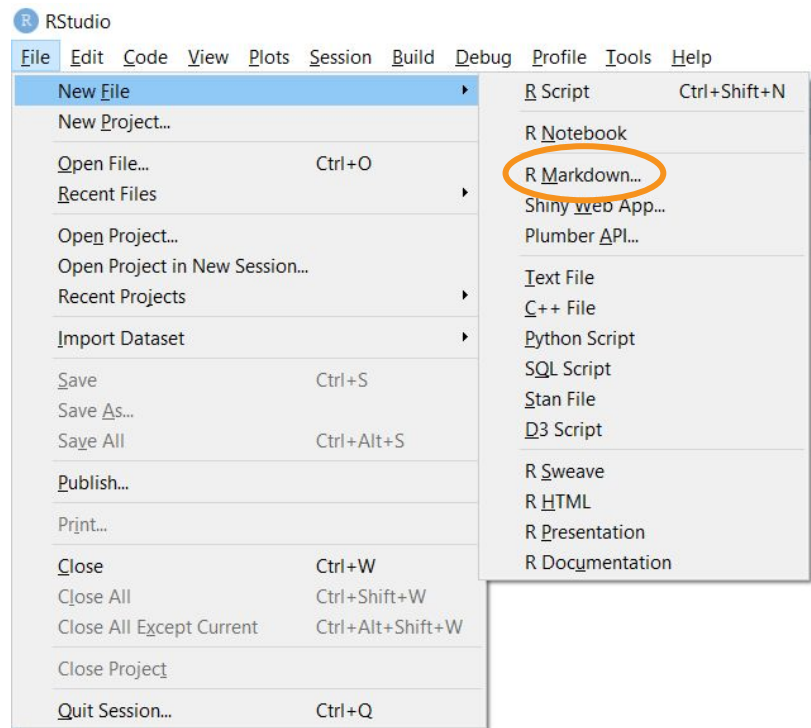 R RStudio
File Edit Code View Plots Session Build Debug Profile Tools Help
New File
New Project...
Open File... Ctrl+O
Recent Files
Open Project...
Open Project in New Session...
Recent Projects
Import Dataset
Save Ctrl+S
Save As...
Save All Ctrl+Alt+S
Publish...
Print...
Close Ctrl+W
Close All Ctrl+Shift+W
Close All Except Current Ctrl+Alt+Shift+W
Close Project
Quit Session... Ctrl+Q
R Script Ctrl+Shift+N
R Notebook
R Markdown...
Shiny Web App...
Plumber API...
Text File
C++ File
Python Script
SQL Script
Stan File
D3 Script
R Sweave
R HTML
R Presentation
R Documentation